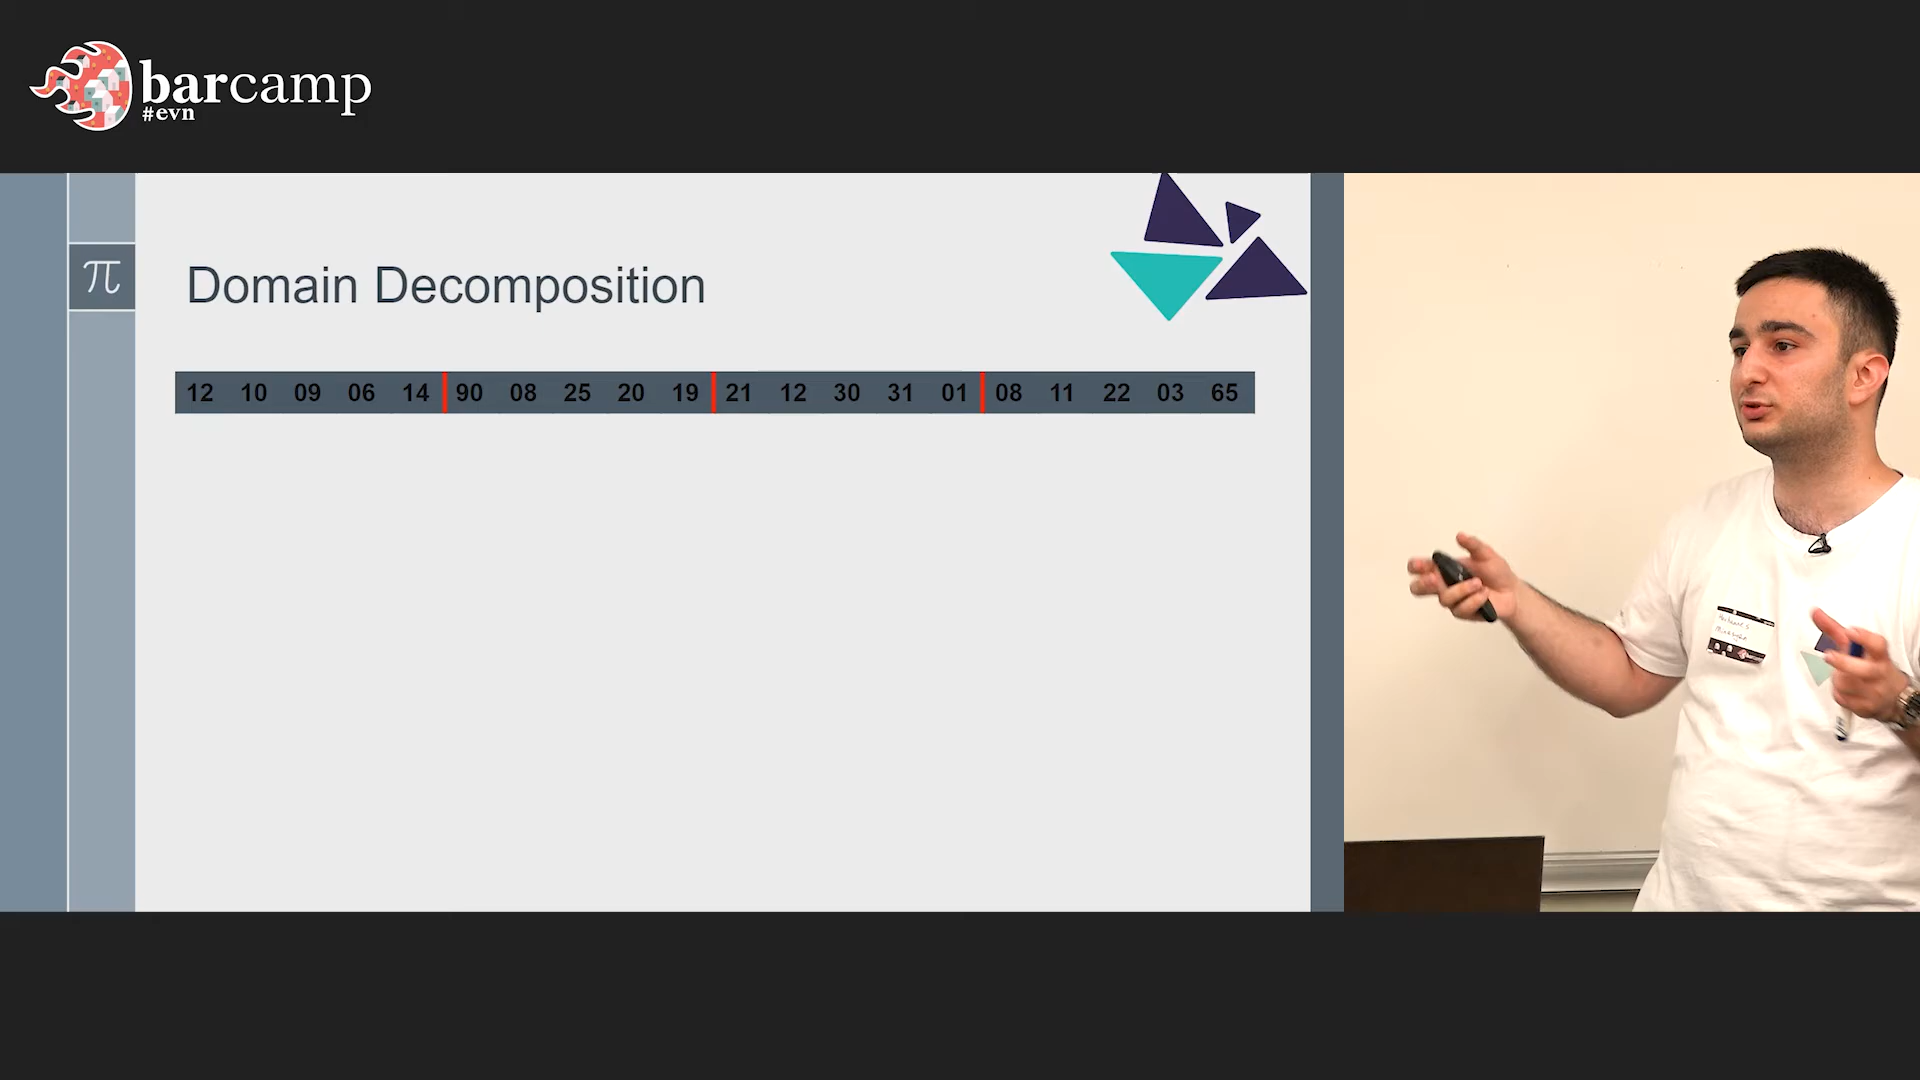 barcamp
#evn
π
Domain Decomposition
12 10 09 06 14 90 08 25 20 19 21 12 30 31 01 08 11 22 03 65